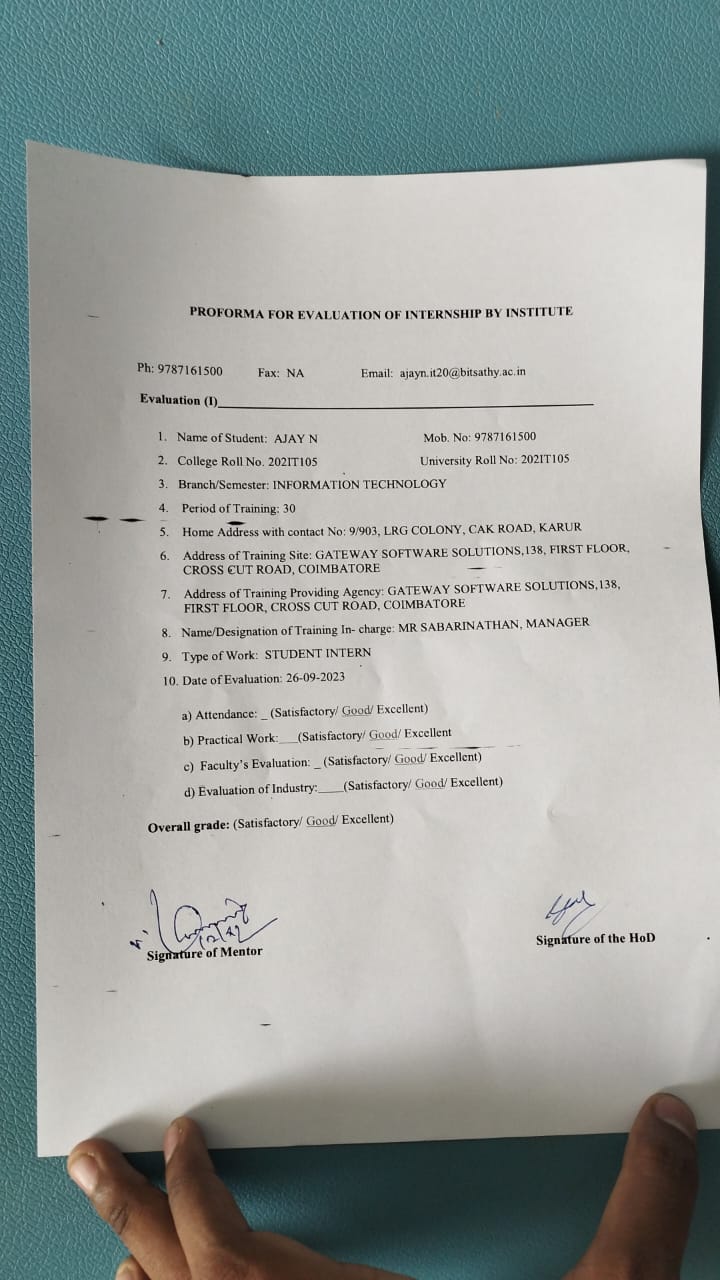 PROFORMA FOR EVALUATION OF INTERNSHIP BY INSTITUTE
Ph: 9787161500 Fax: NA Email: ajayn.it20@bitsathy.ac.in
Evaluation (I)
1. Name of Student: AJAY N Mob. No: 9787161500
2. College Roll No. 202IT105 University Roll No: 202IT105
3. Branch/Semester: INFORMATION TECHNOLOGY
4. Period of Training: 30
5. Home Address with contact No: 9/903, LRG COLONY, CAK ROAD, KARUR
6. Address of Training Site: GATEWAY SOFTWARE SOLUTIONS,138, FIRST FLOOR,
CROSS CUT ROAD, COIMBATORE
7. Address of Training Providing Agency: GATEWAY SOFTWARE SOLUTIONS,138,
FIRST FLOOR, CROSS CUT ROAD, COIMBATORE
8. Name/Designation of Training In- charge: MR SABARINATHAN, MANAGER
9. Type of Work: STUDENT INTERN
10. Date of Evaluation: 26-09-2023
a) Attendance: _ (Satisfactory/ Good/ Excellent)
b) Practical Work:___(Satisfactory/ Good/ Excellent
c) Faculty's Evaluation: _ (Satisfactory/ Good/ Excellent)
d) Evaluation of Industry:____(Satisfactory/ Good/ Excellent)
Overall grade: (Satisfactory/ Good/ Excellent)
Signature of Mentor Signature of the HoD